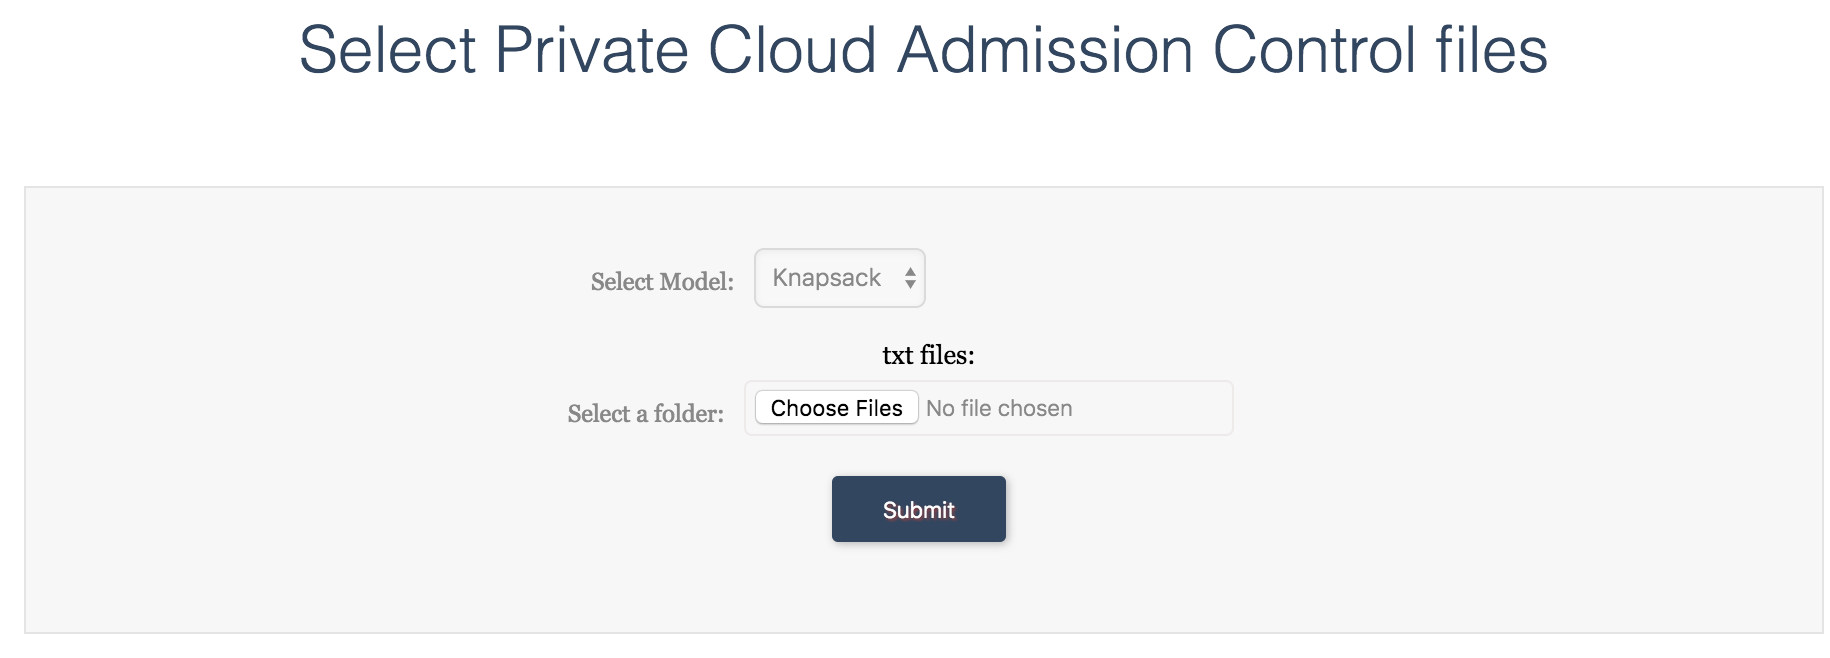 Select Private Cloud Admission Control files
Select Model: Knapsack
txt files:
Select a folder: Choose Files No file chosen
Submit